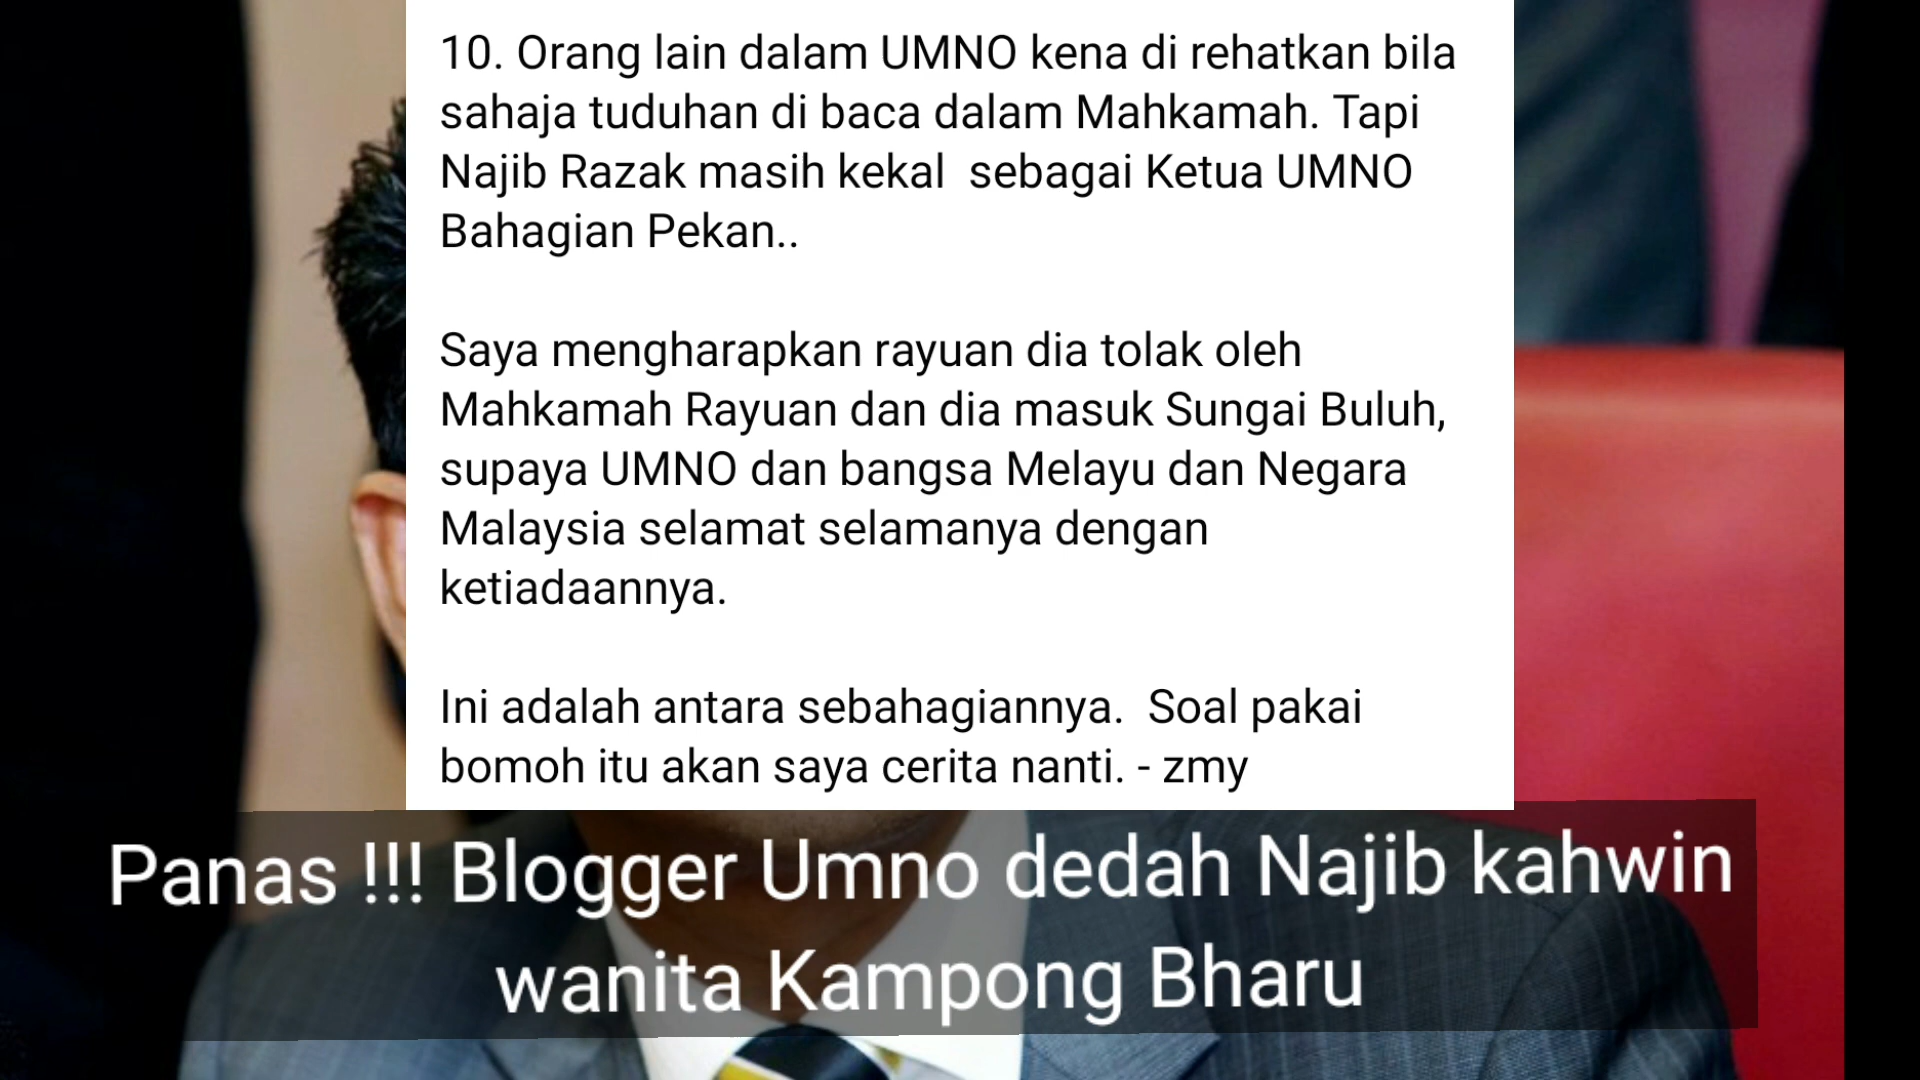 10. Orang lain dalam UMNO kena di rehatkan bila
sahaja tuduhan di baca dalam Mahkamah. Tapi
Najib Razak masih kekal  sebagai Ketua UMNO
Bahagian Pekan..
Saya mengharapkan rayuan dia tolak oleh
Mahkamah Rayuan dan dia masuk Sungai Buluh,
supaya UMNO dan bangsa Melayu dan Negara
Malaysia selamat selamanya dengan
ketiadaannya.
Ini adalah antara sebahagiannya.  Soal pakai
bomoh itu akan saya cerita nanti. - zmy
Panas !!! Blogger Umno dedah Najib kahwin
wanita Kampong Bharu